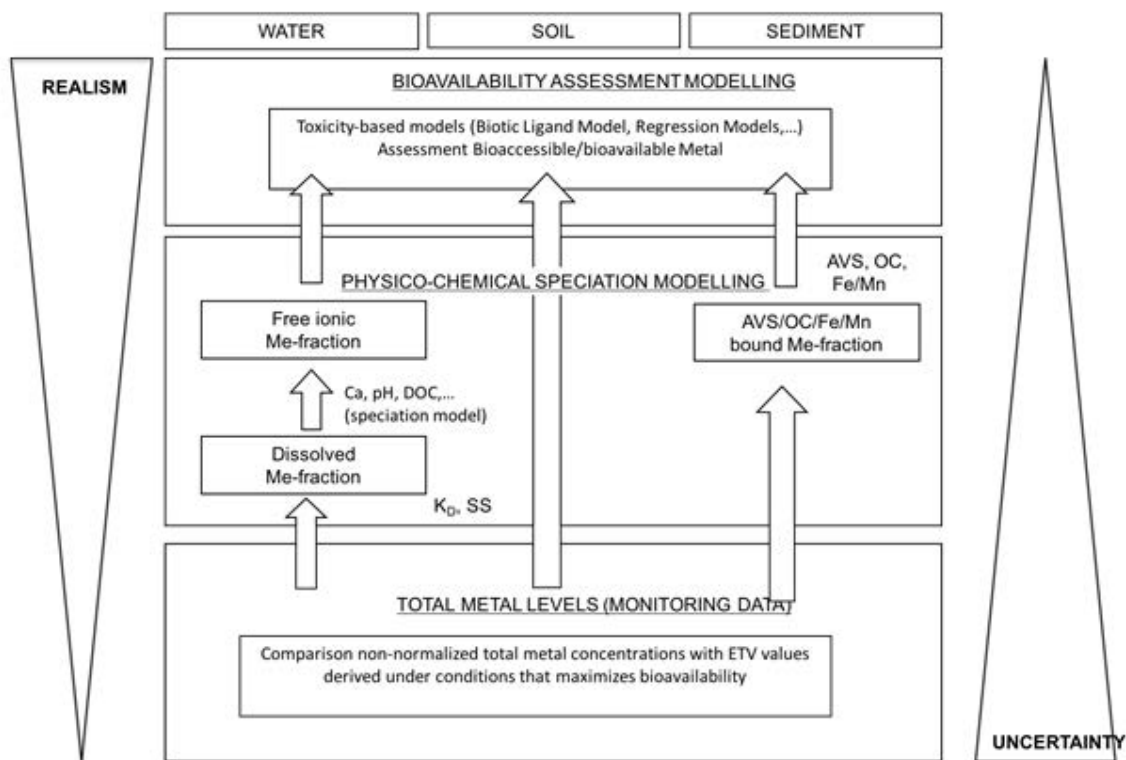 WATER
SOIL
SEDIMENT
REALISM
BIOAVAILABILITY ASSESSMENT MODELLING
Toxicity-based models (Biotic Ligand Model, Regression Models,...)
Assessment Bioaccessible/bioavailable Metal
PHYSICO-CHEMICAL SPECIATION MODELLING
AVS, OC,
Fe/Mn
Free ionic
Me-fraction
AVS/OC/Fe/Mn
bound Me-fraction
Ca, pH, DOC,...
(speciation model)
Dissolved
Me-fraction
K_D, SS
TOTAL METAL LEVELS (MONITORING DATA)
Comparison non-normalized total metal concentrations with ETV values
derived under conditions that maximizes bioavailability
UNCERTAINTY